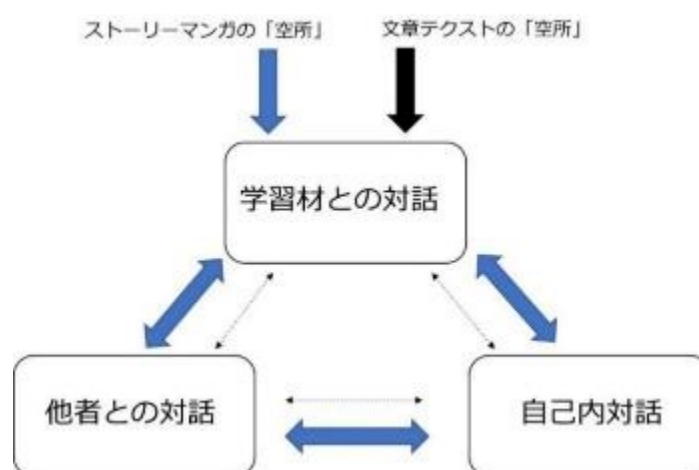 ストーリーマンガの「空所」
文章テクストの「空所」
学習材との対話
他者との対話
自己内対話